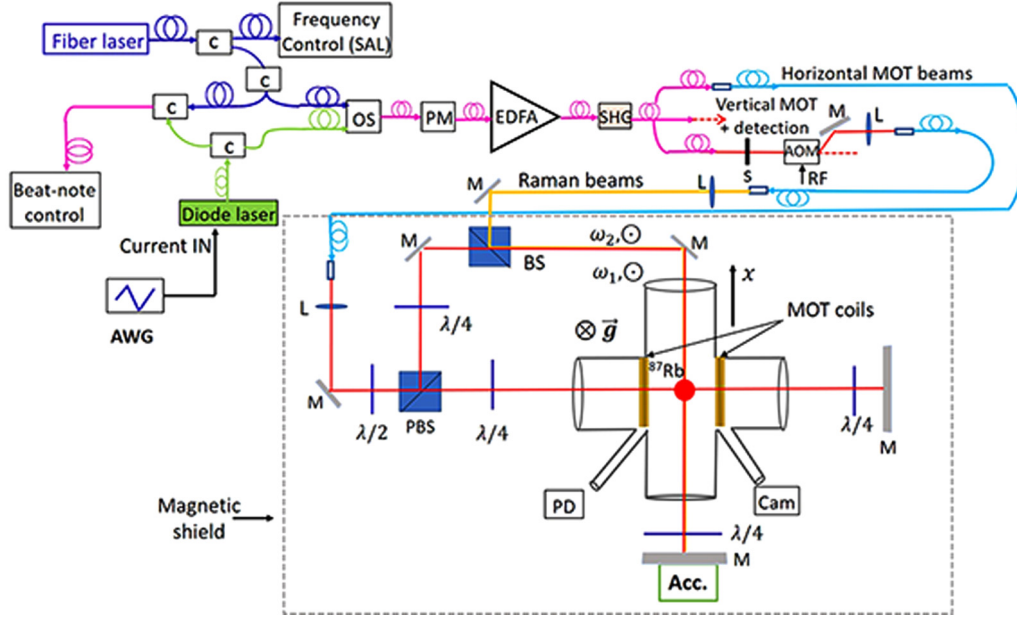 Fiber laser
C
Frequency
Control (SAL)
C
C
OS
PM
EDFA
SHG
Horizontal MOT beams
Vertical MOT
+ detection
M
L
S
AOM
RF
C
Beat-note
control
Diode laser
Current IN
AWG
M
Raman beams
L
M
BS
ω₂,⊙
M
ω₁,⊙
x
L
λ/4
⊗ g⃗
MOT coils
⁸⁷Rb
M
λ/2
PBS
λ/4
λ/4
M
PD
Cam
Magnetic
shield
λ/4
M
Acc.